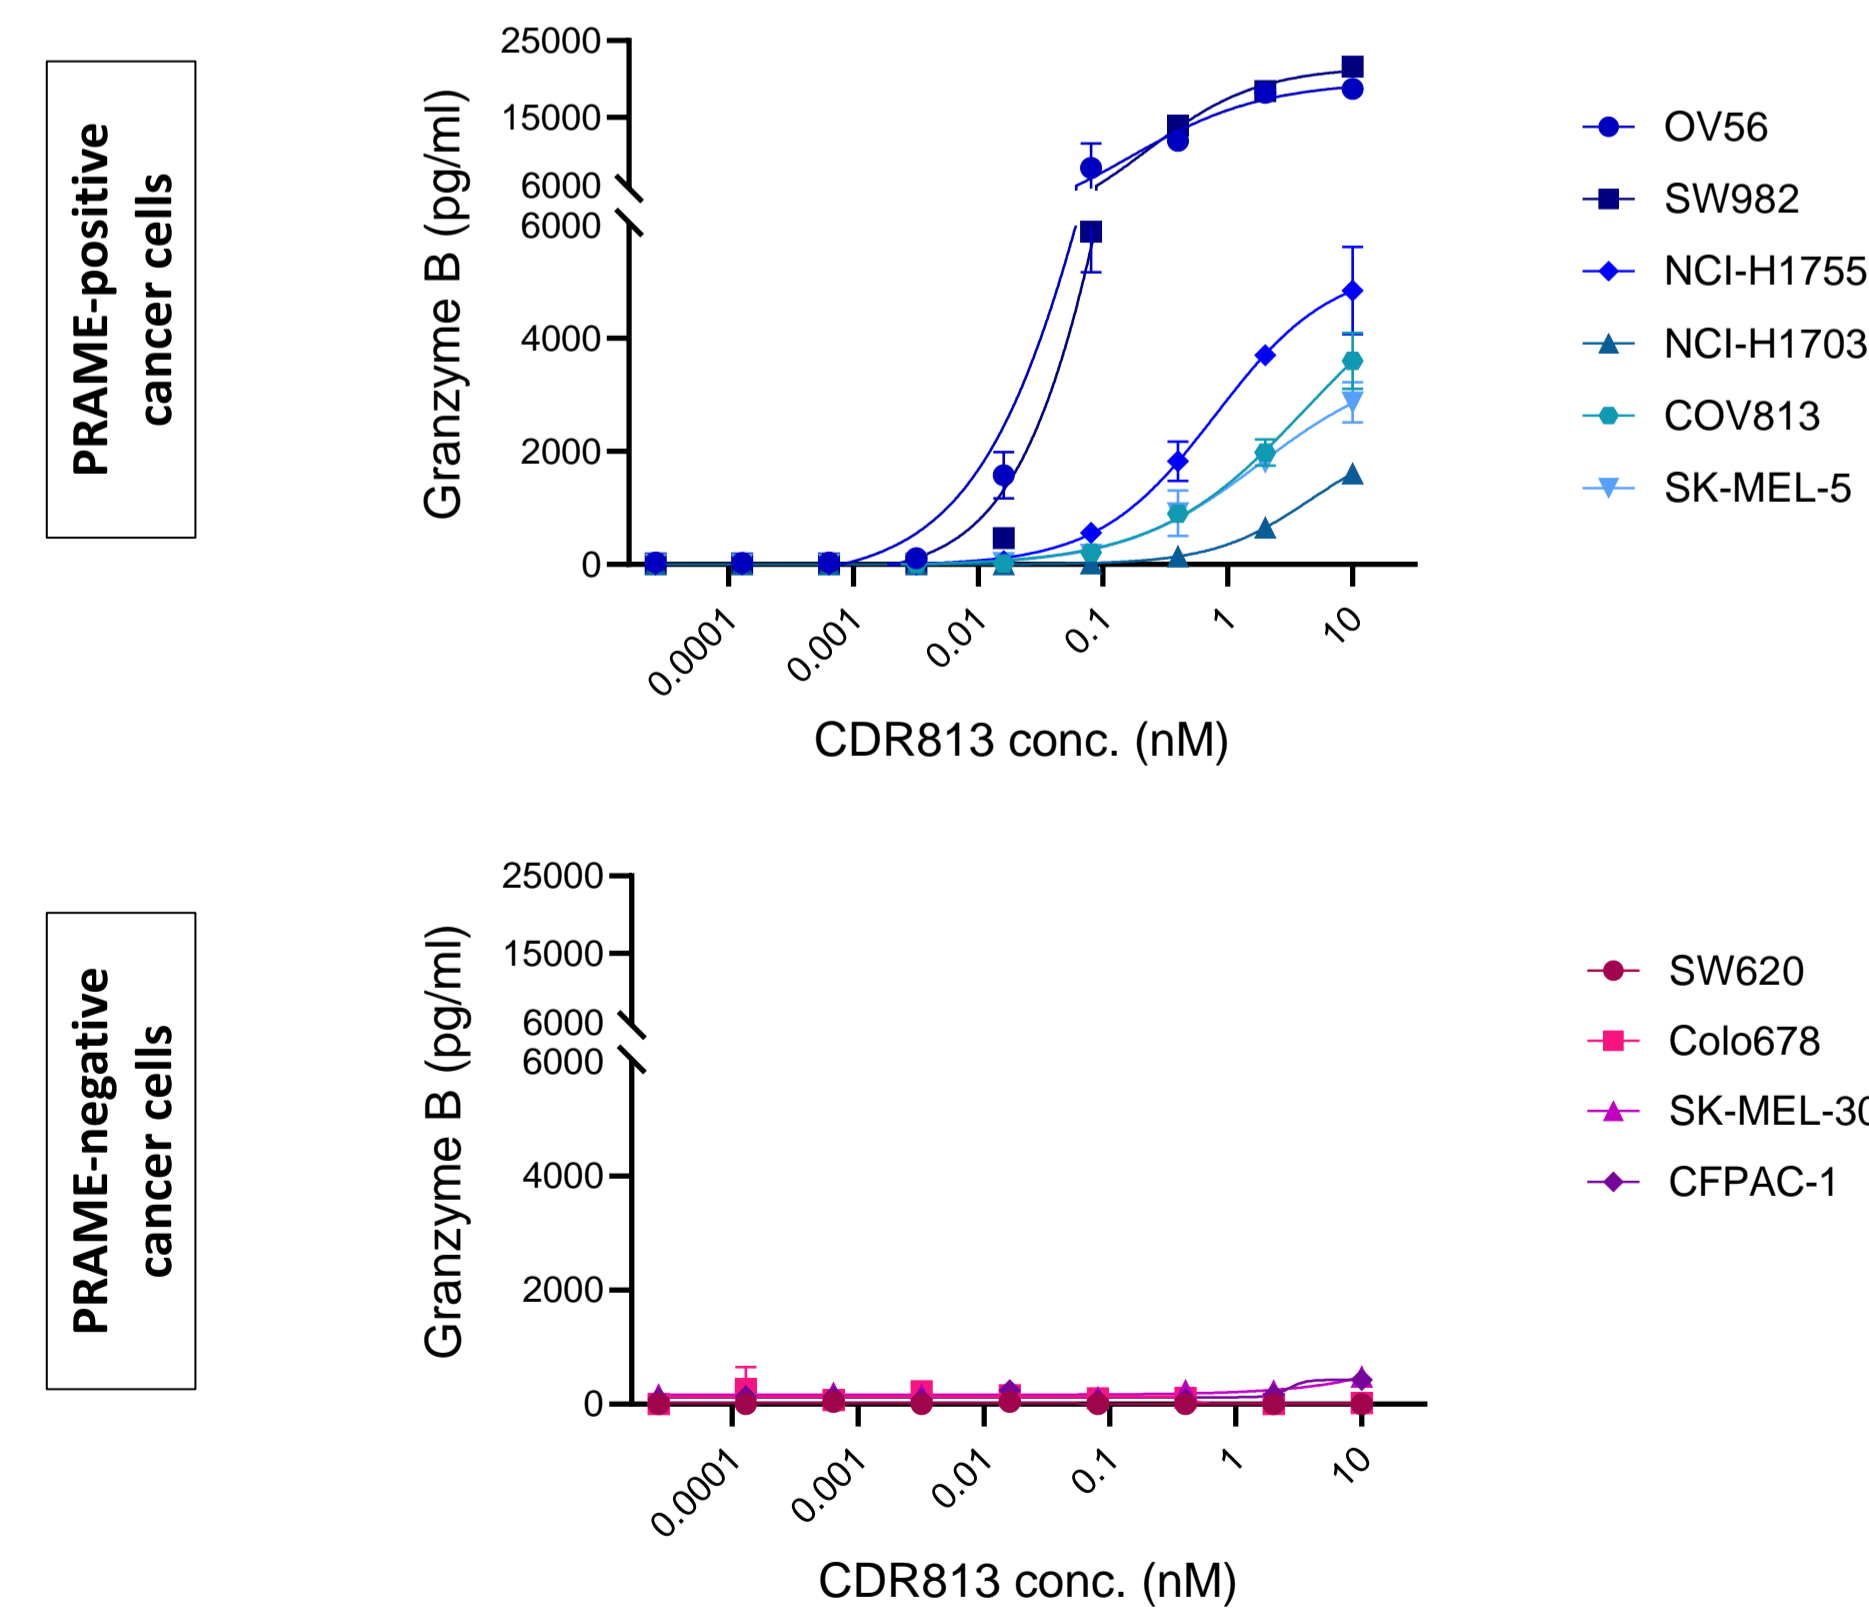 PRAME-positive
cancer cells
Granzyme B (pg/ml)
25000
15000
6000
6000
4000
2000
0
0.0001
0.001
0.01
0.1
1
10
CDR813 conc. (nM)
OV56
SW982
NCI-H1755
NCI-H1703
COV813
SK-MEL-5
PRAME-negative
cancer cells
Granzyme B (pg/ml)
25000
15000
6000
6000
4000
2000
0
0.0001
0.001
0.01
0.1
1
10
CDR813 conc. (nM)
SW620
Colo678
SK-MEL-30
CFPAC-1